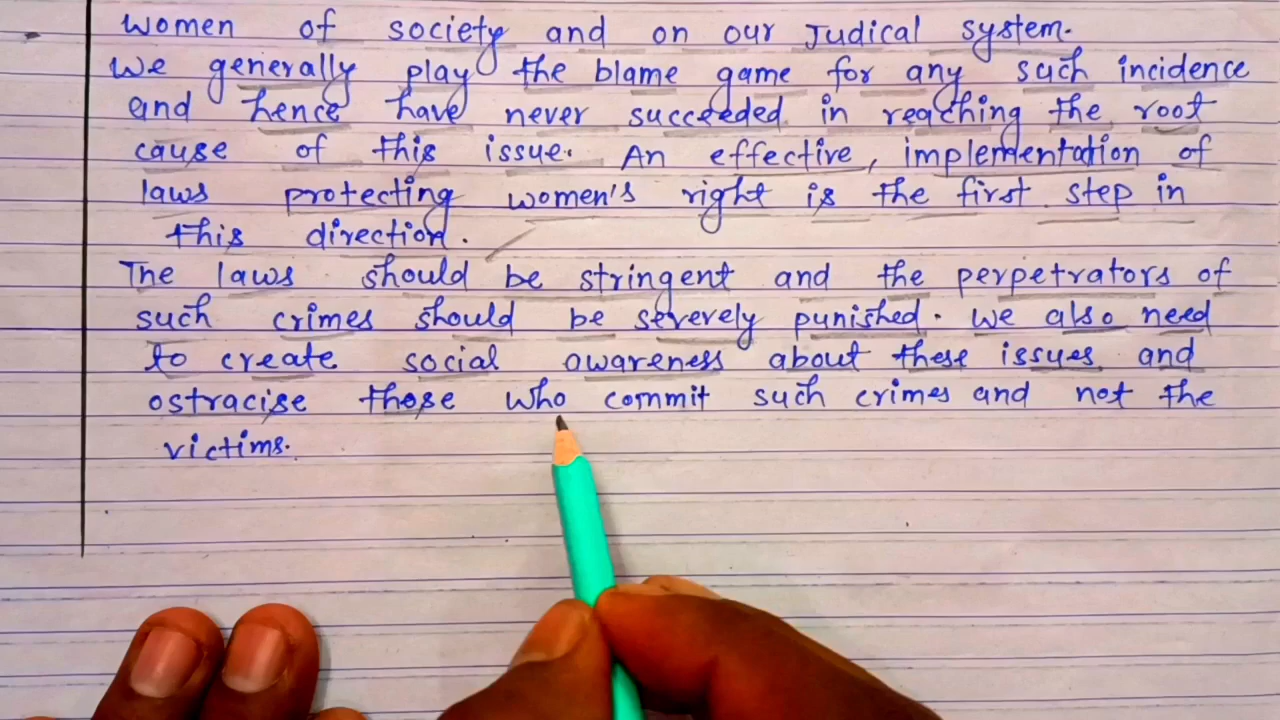 women of society and on our Judical system.
We generally play the blame game for any such incidence
and hence have never succeeded in reaching the root
cause of this issue. An effective, implementation of
laws protecting women's right is the first step in
this direction.
The laws should be stringent and the perpetrators of
such crimes should be severely punished. We also need
to create social awareness about these issues and
ostracise those who commit such crimes and not the
victims.